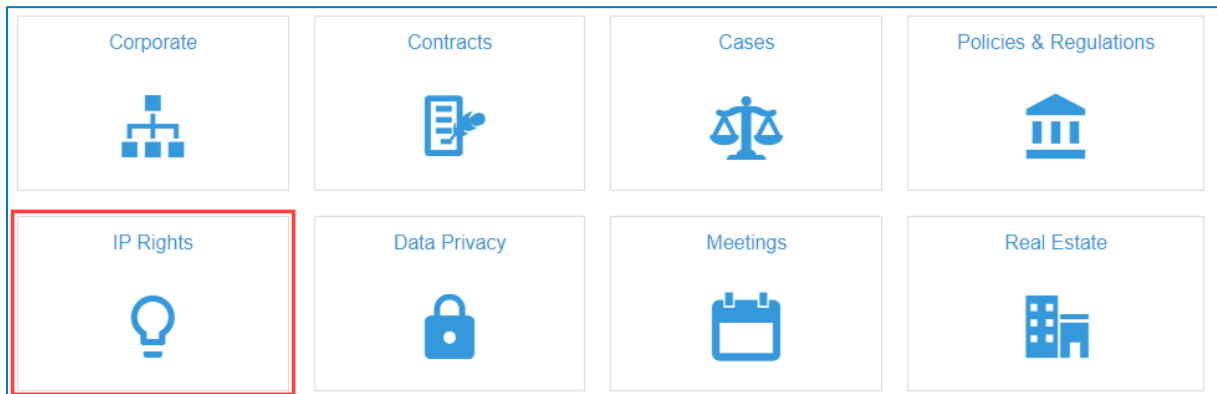 Corporate
Contracts
Cases
Policies & Regulations
IP Rights
Data Privacy
Meetings
Real Estate